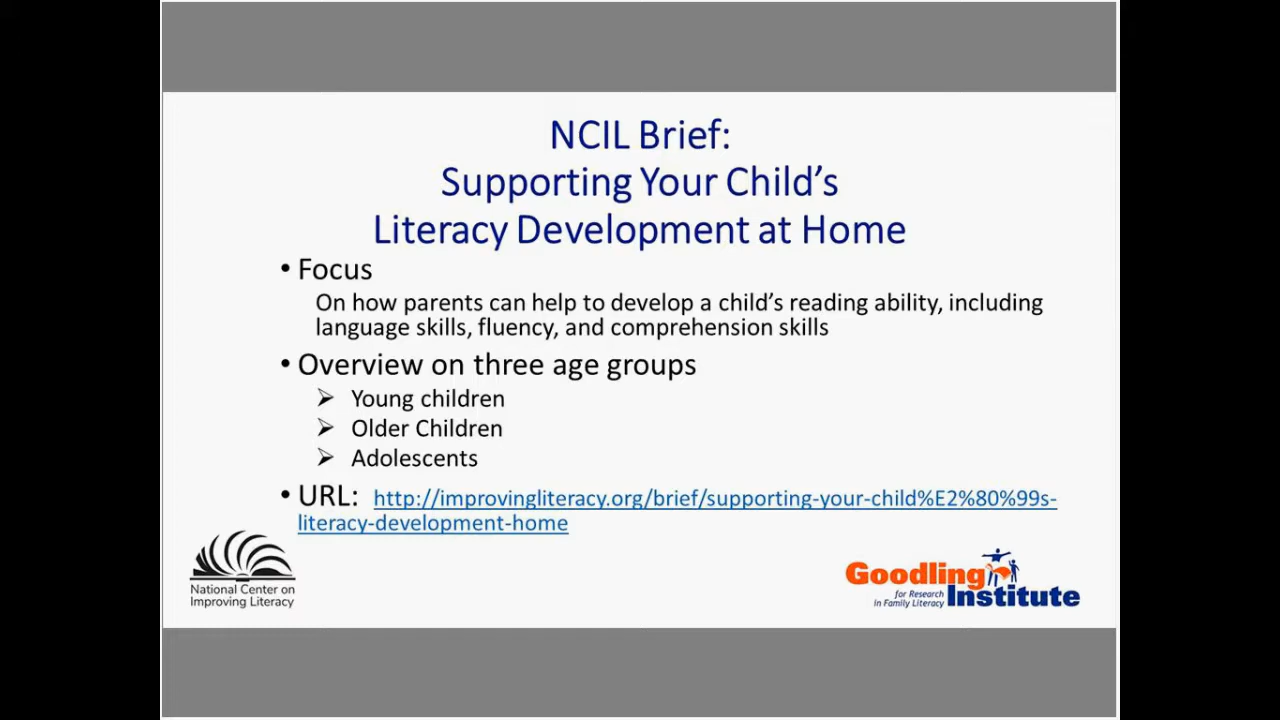 NCIL Brief:
Supporting Your Child’s
Literacy Development at Home
• Focus
On how parents can help to develop a child’s reading ability, including
language skills, fluency, and comprehension skills
• Overview on three age groups
➢ Young children
➢ Older Children
➢ Adolescents
• URL: http://improvingliteracy.org/brief/supporting-your-child%E2%80%99s-
literacy-development-home
National Center on
Improving Literacy
Goodling
for Research
in Family Literacy
Institute